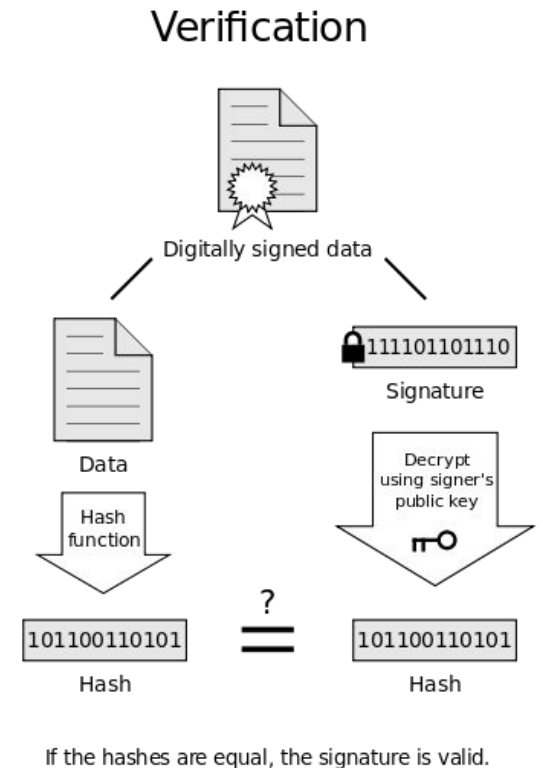 Verification
Digitally signed data
111101101110
Signature
Data
Decrypt
using signer's
public key
Hash
function
?
101100110101
101100110101
Hash
Hash
If the hashes are equal, the signature is valid.